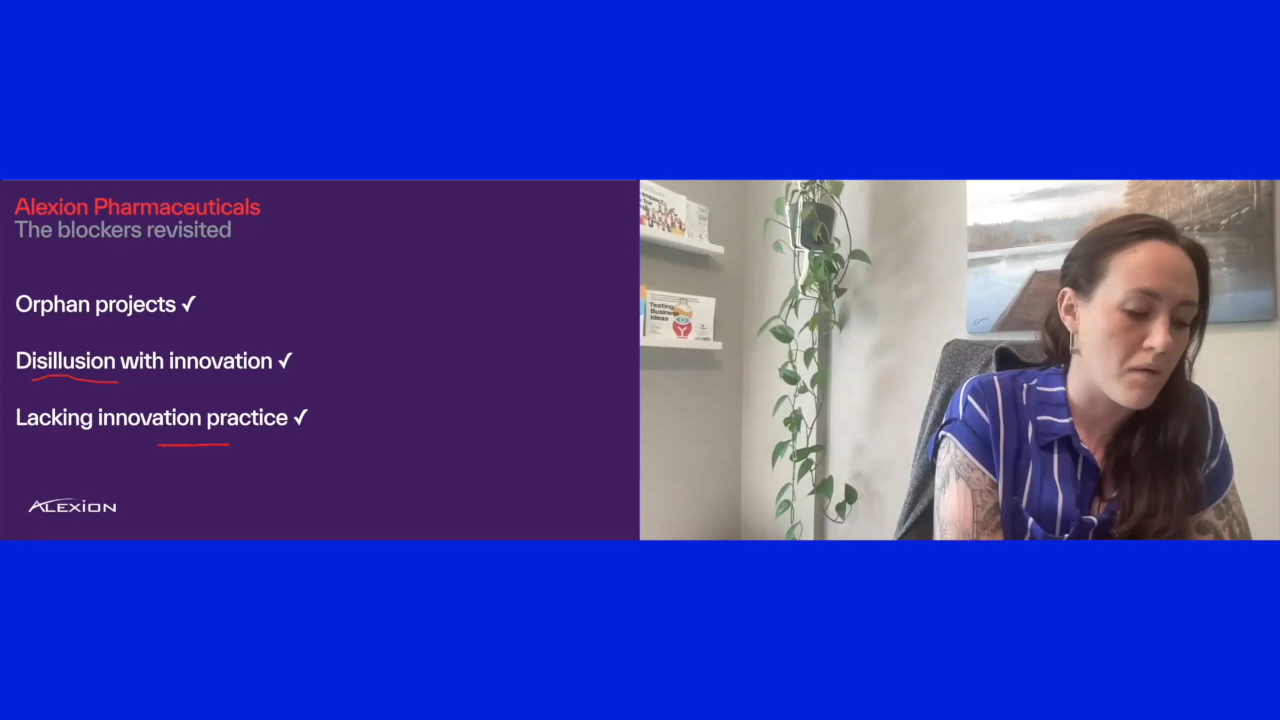 Alexion Pharmaceuticals
The blockers revisited
Orphan projects ✓
Disillusion with innovation ✓
Lacking innovation practice ✓
ALEXION
Testing
Business
Ideas